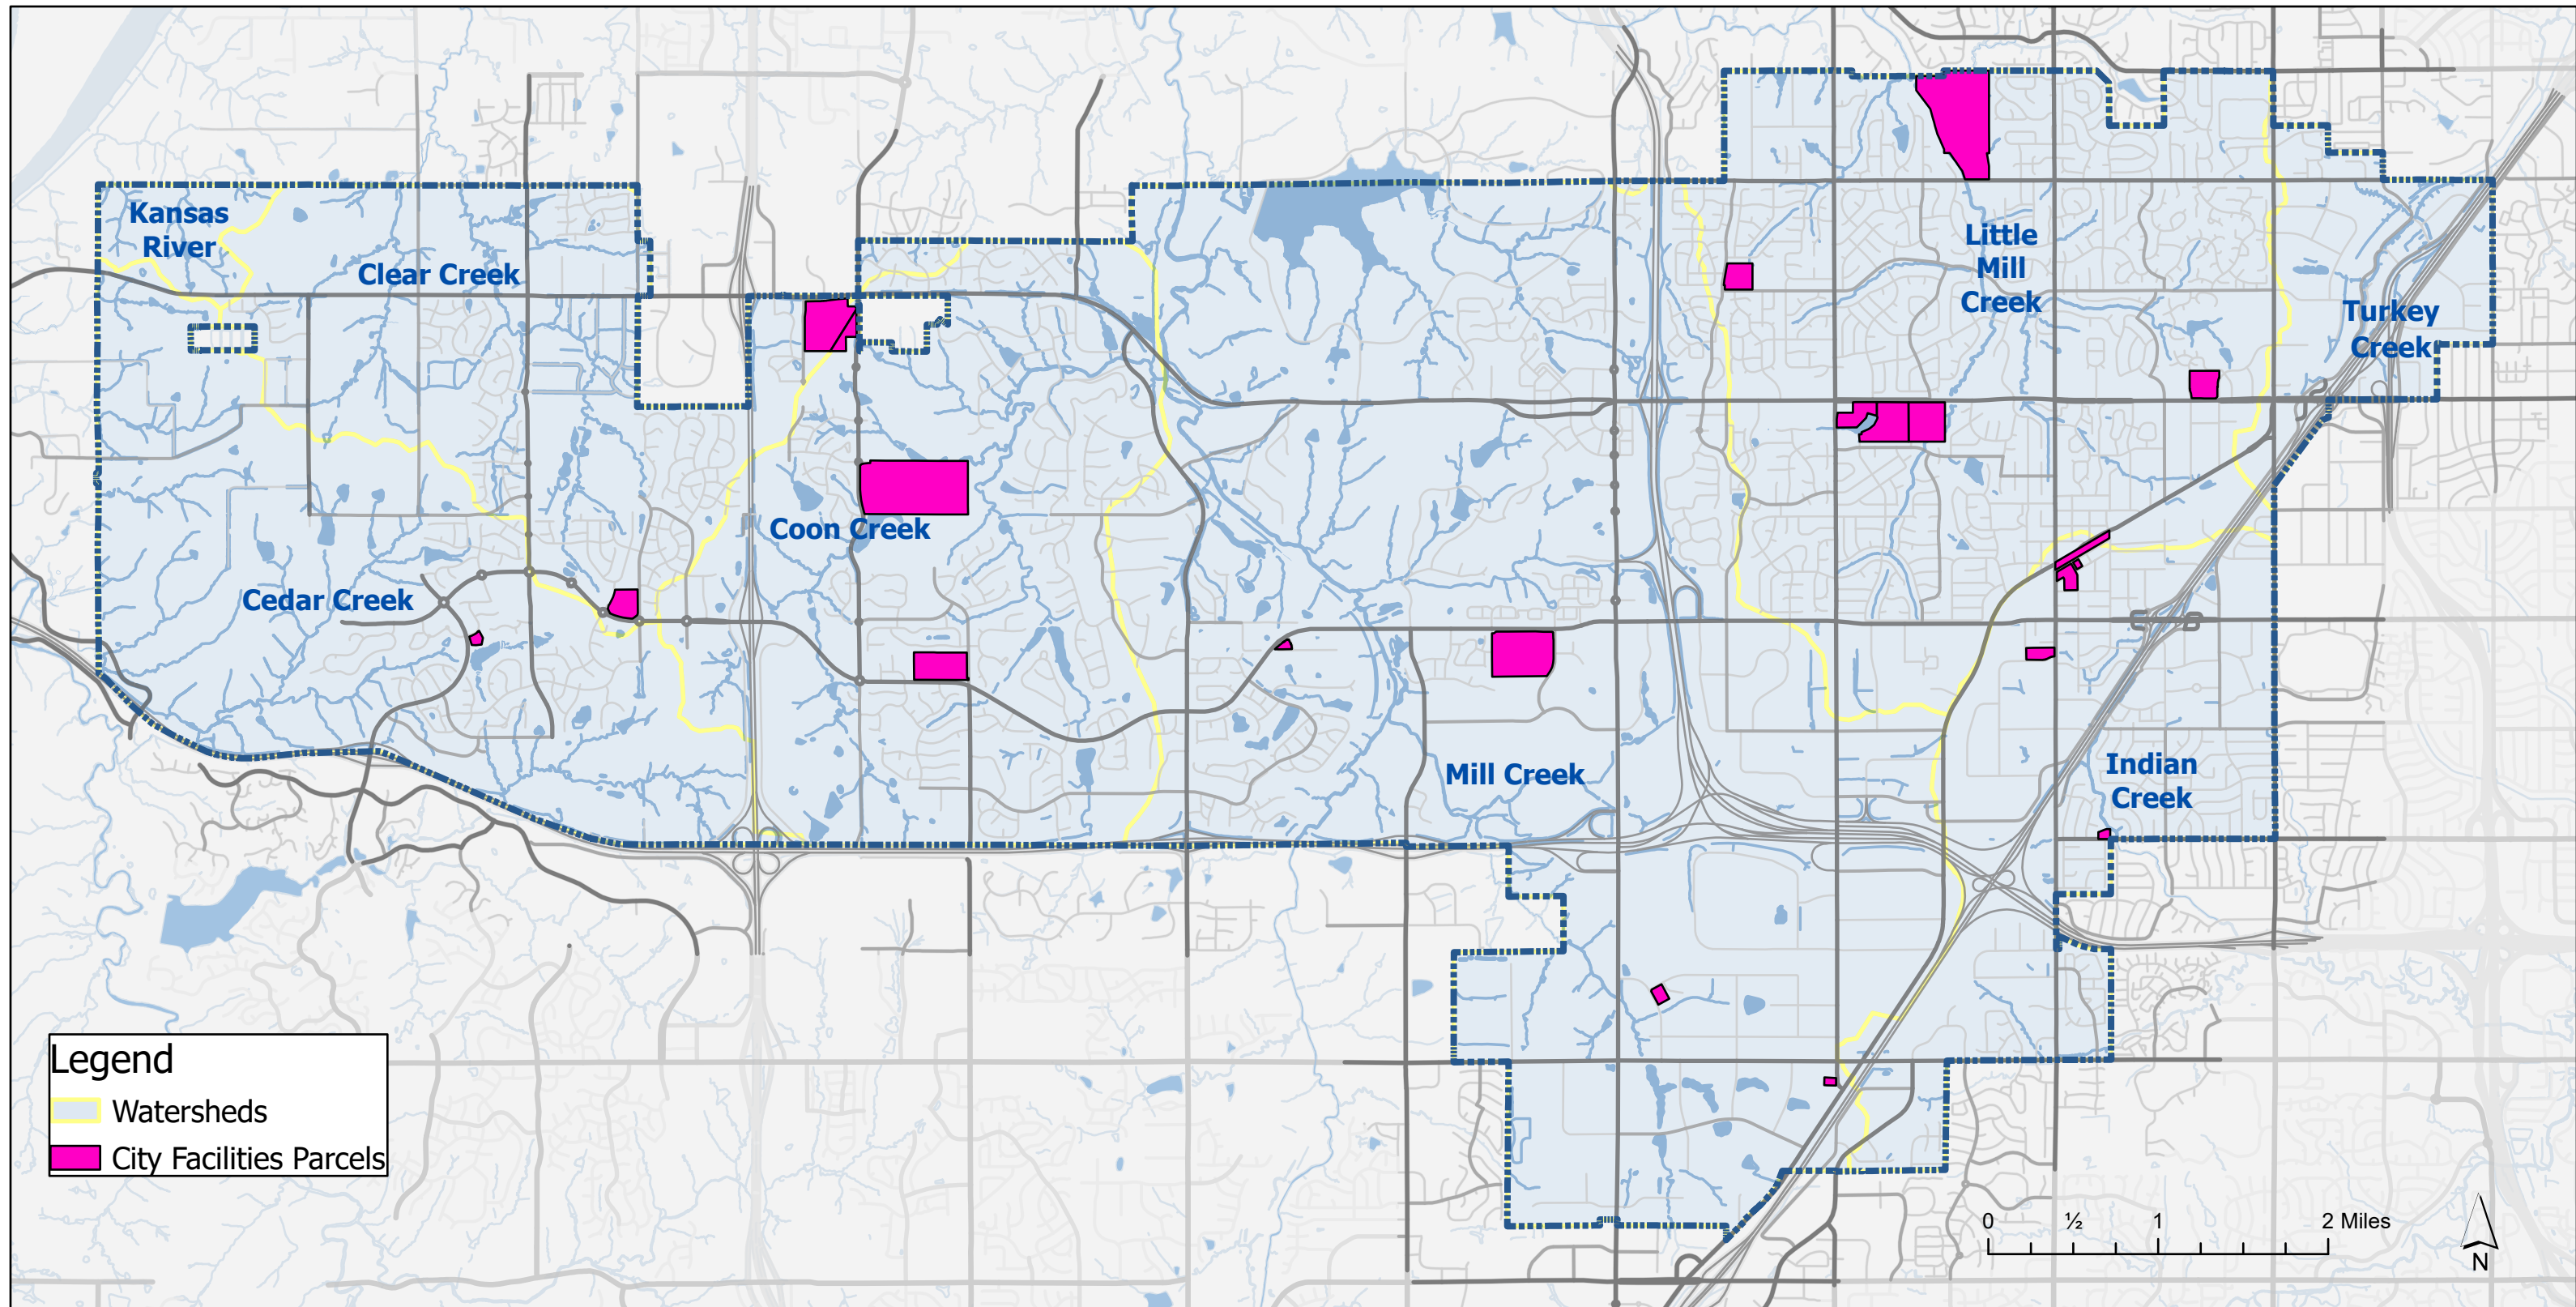 Kansas
River
Clear Creek
Little
Mill
Creek
Turkey
Creek
Coon Creek
Cedar Creek
Mill Creek
Indian
Creek
Legend
Watersheds
City Facilities Parcels
0 ½ 1 2 Miles
N